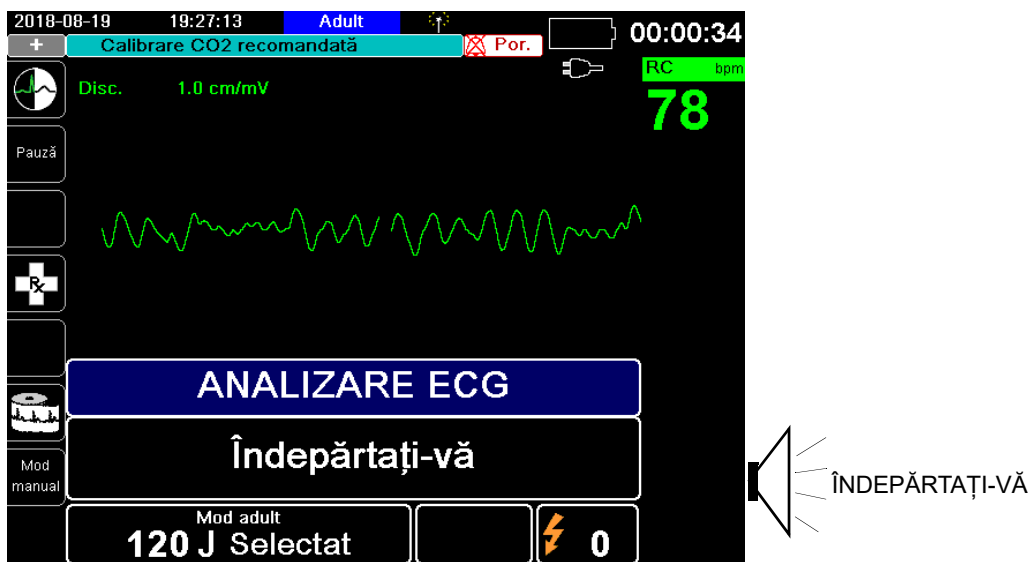 2018-08-19 19:27:13 Adult
00:00:34
+ Calibrare CO2 recomandată Por.
RC bpm
78
Disc. 1.0 cm/mV
Pauză
Rx
ANALIZARE ECG
Îndepărtați-vă
ÎNDEPĂRTAȚI-VĂ
Mod
manual
Mod adult
120 J Selectat 0